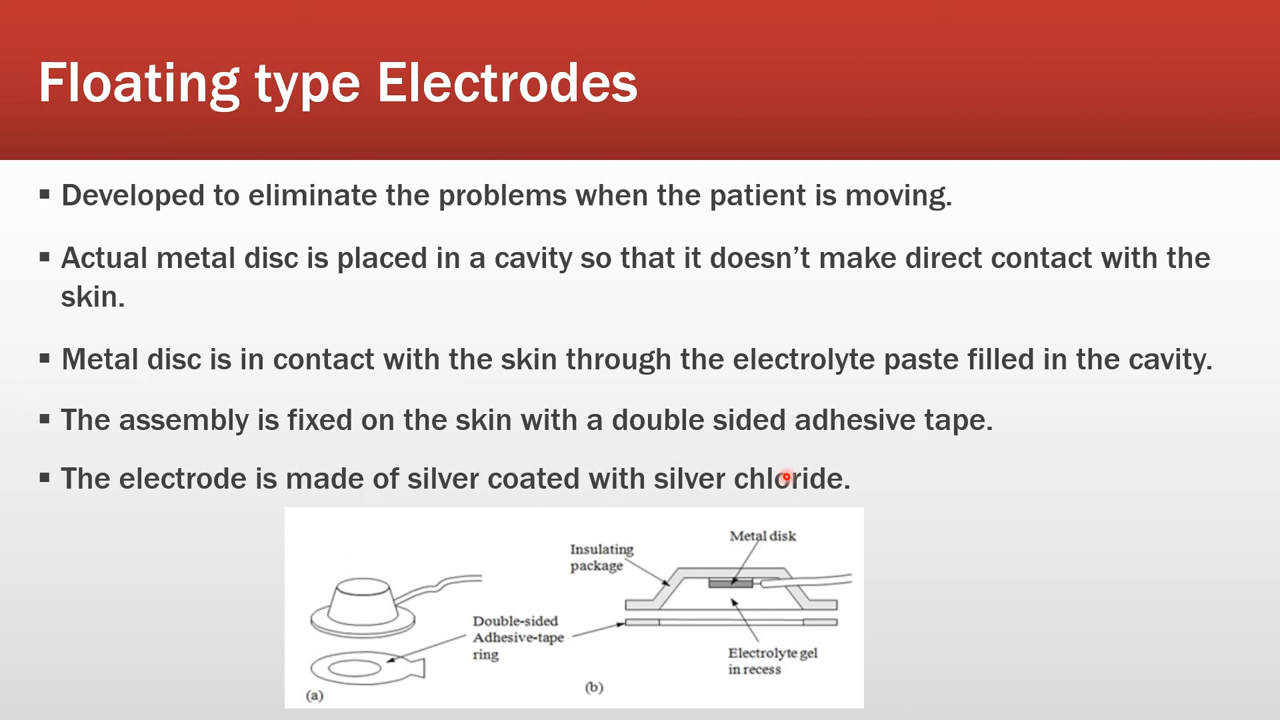 Floating type Electrodes
▪ Developed to eliminate the problems when the patient is moving.
▪ Actual metal disc is placed in a cavity so that it doesn’t make direct contact with the
skin.
▪ Metal disc is in contact with the skin through the electrolyte paste filled in the cavity.
▪ The assembly is fixed on the skin with a double sided adhesive tape.
▪ The electrode is made of silver coated with silver chloride.
Metal disk
Insulating
package
Double-sided
Adhesive-tape
ring
Electrolyte gel
in recess
(a)
(b)